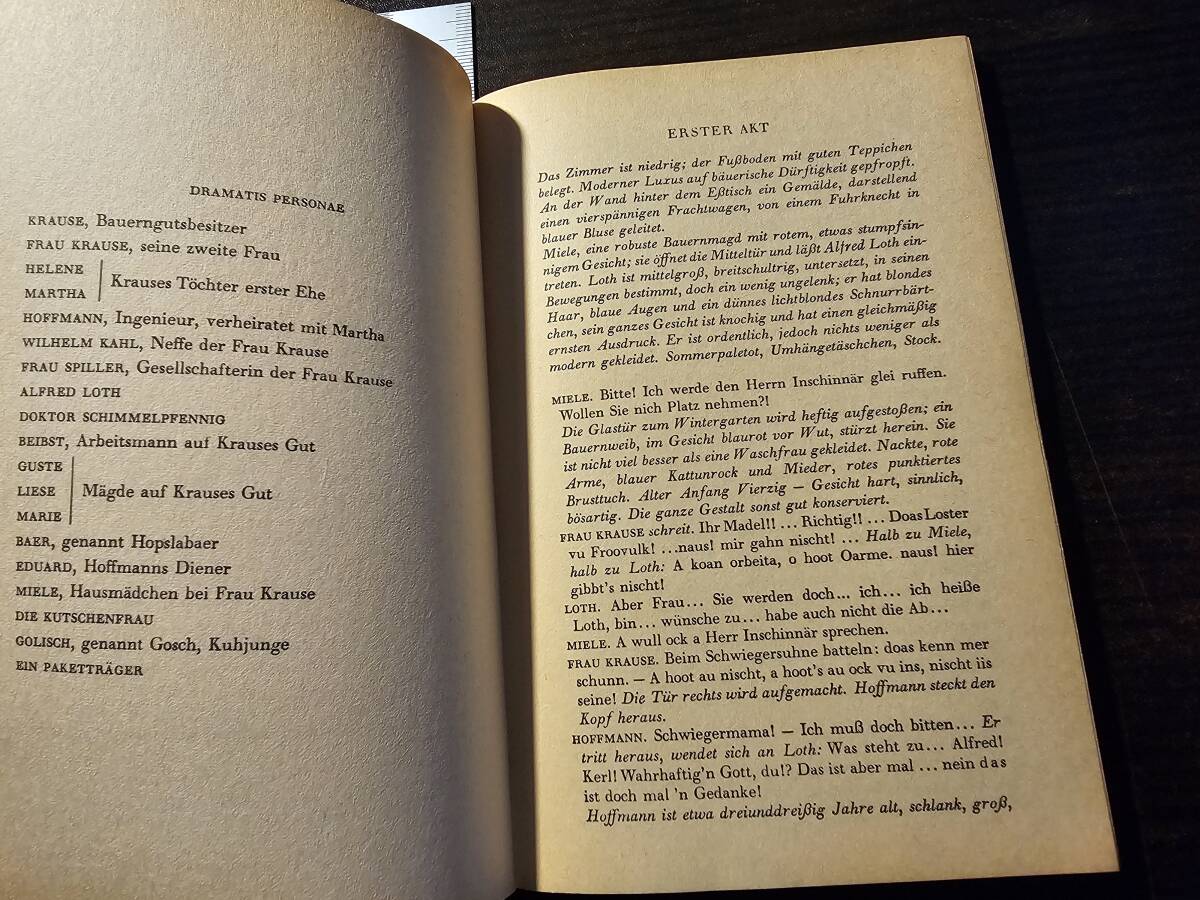 DRAMATIS PERSONAE
KRAUSE, Bauerngutsbesitzer
FRAU KRAUSE, seine zweite Frau
HELENE
MARTHA
Krauses Töchter erster Ehe
HOFFMANN, Ingenieur, verheiratet mit Martha
WILHELM KAHL, Neffe der Frau Krause
FRAU SPILLER, Gesellschafterin der Frau Krause
ALFRED LOTH
DOKTOR SCHIMMELPFENNIG
BEIBST, Arbeitsmann auf Krauses Gut
GUSTE
LIESE
MARIE
Mägde auf Krauses Gut
BAER, genannt Hopslabaer
EDUARD, Hoffmanns Diener
MIELE, Hausmädchen bei Frau Krause
DIE KUTSCHENFRAU
GOLISCH, genannt Gosch, Kuhjunge
EIN PAKETTRÄGER
ERSTER AKT
Das Zimmer ist niedrig; der Fußboden mit guten Teppichen
belegt. Moderner Luxus auf bäuerische Dürftigkeit gepfropft.
An der Wand hinter dem Eßtisch ein Gemälde, darstellend
einen vierspännigen Frachtwagen, von einem Fuhrknecht in
blauer Bluse geleitet.
Miele, eine robuste Bauernmagd mit rotem, etwas stumpfsin-
nigem Gesicht; sie öffnet die Mitteltür und läßt Alfred Loth ein-
treten. Loth ist mittelgroß, breitschultrig, untersetzt, in seinen
Bewegungen bestimmt, doch ein wenig ungelenk; er hat blondes
Haar, blaue Augen und ein dünnes lichtblondes Schnurrbärt-
chen, sein ganzes Gesicht ist knochig und hat einen gleichmäßig
ernsten Ausdruck. Er ist ordentlich, jedoch nichts weniger als
modern gekleidet. Sommerpaletot, Umhängetäschchen, Stock.
MIELE. Bitte! Ich werde den Herrn Inschinnär glei ruffen.
Wollen Sie nich Platz nehmen?!
Die Glastür zum Wintergarten wird heftig aufgestoßen; ein
Bauernweib, im Gesicht blaurot vor Wut, stürzt herein. Sie
ist nicht viel besser als eine Waschfrau gekleidet. Nackte, rote
Arme, blauer Kattunrock und Mieder, rotes punktiertes
Brusttuch. Alter Anfang Vierzig – Gesicht hart, sinnlich,
bösartig. Die ganze Gestalt sonst gut konserviert.
FRAU KRAUSE schreit. Ihr Madel!! ... Richtig!! ... Doas Loster
vu Froovulk! ...naus! mir gahn nischt! ... Halb zu Miele,
halb zu Loth: A koan orbeita, o hoot Oarme. naus! hier
gibbt's nischt!
LOTH. Aber Frau... Sie werden doch... ich... ich heiße
Loth, bin... wünsche zu... habe auch nicht die Ab...
MIELE. A wull ock a Herr Inschinnär sprechen.
FRAU KRAUSE. Beim Schwiegersuhne batteln: doas kenn mer
schunn. – A hoot au nischt, a hoot's au ock vu ins, nischt iis
seine! Die Tür rechts wird aufgemacht. Hoffmann steckt den
Kopf heraus.
HOFFMANN. Schwiegermama! – Ich muß doch bitten... Er
tritt heraus, wendet sich an Loth: Was steht zu... Alfred!
Kerl! Wahrhaftig'n Gott, du!? Das ist aber mal ... nein das
ist doch mal 'n Gedanke!
Hoffmann ist etwa dreiunddreißig Jahre alt, schlank, groß,